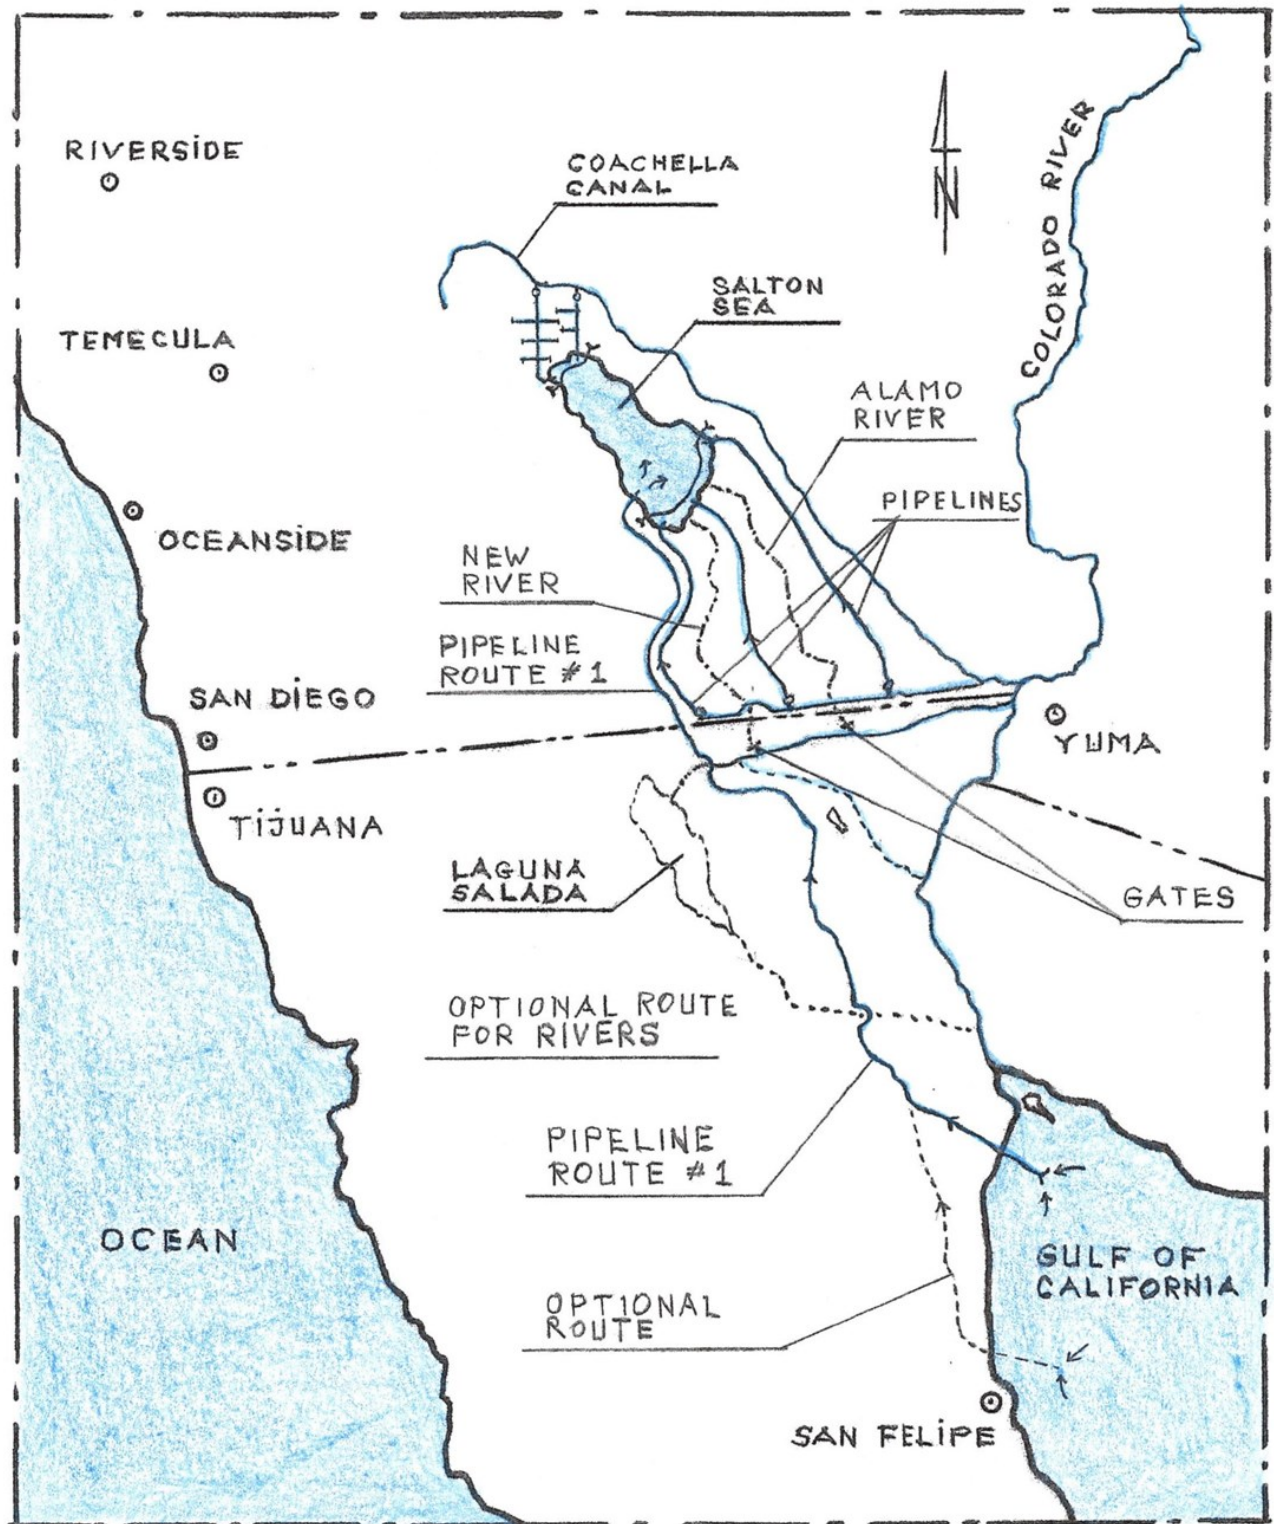 RIVERSIDE
COACHELLA
CANAL
N
COLORADO RIVER
SALTON
SEA
TEMECULA
ALAMO
RIVER
PIPELINES
OCEANSIDE
NEW
RIVER
PIPELINE
ROUTE #1
SAN DIEGO
YUMA
TIJUANA
LAGUNA
SALADA
GATES
OPTIONAL ROUTE
FOR RIVERS
PIPELINE
ROUTE #1
OCEAN
GULF OF
CALIFORNIA
OPTIONAL
ROUTE
SAN FELIPE